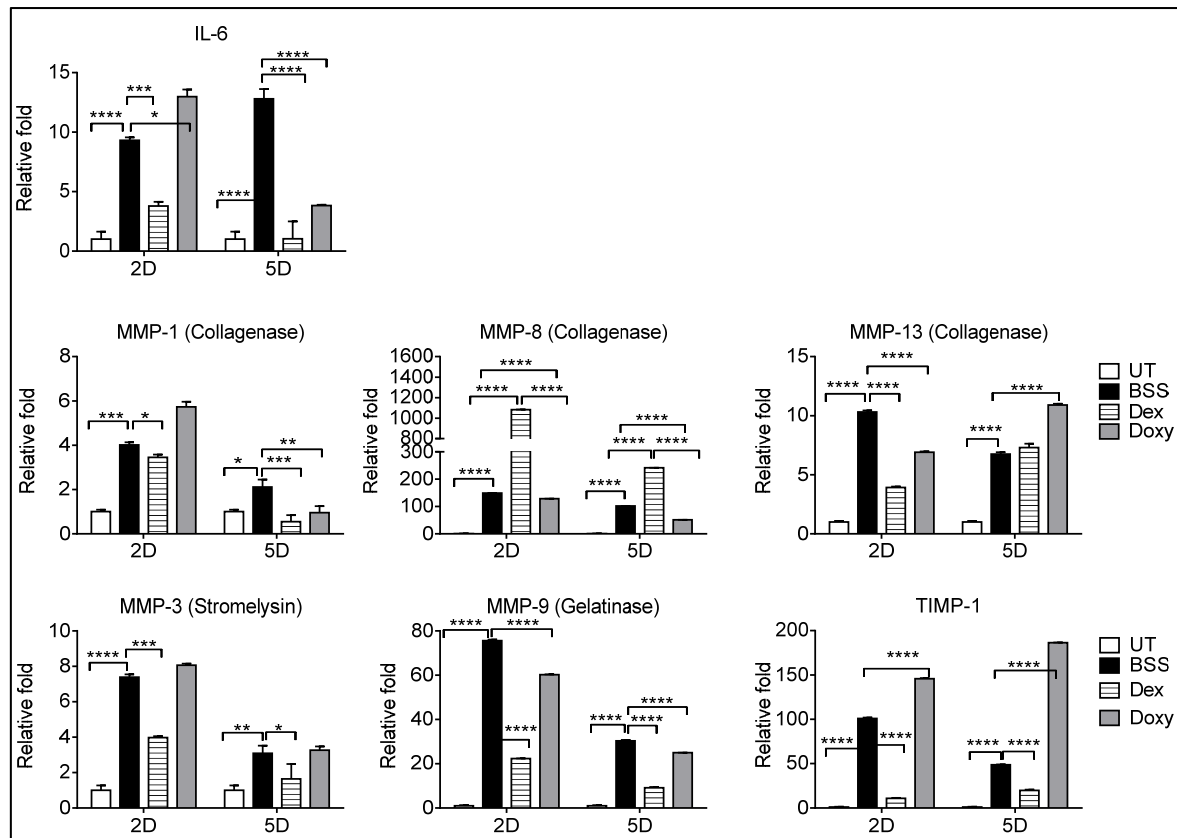 IL-6
**** ****
*** ****
**** * ****
Relative fold
15
10
5
0
2D 5D
MMP-1 (Collagenase) MMP-8 (Collagenase) MMP-13 (Collagenase)
Relative fold
8
6
4
2
0
*** * * *** **
2D 5D
Relative fold
1600
1400
1200
1000
800
200
100
0
**** **** **** ****
**** **** **** ****
2D 5D
Relative fold
15
10
5
0
**** **** **** **** ****
2D 5D
UT
BSS
Dex
Doxy
MMP-3 (Stromelysin) MMP-9 (Gelatinase) TIMP-1
Relative fold
8
6
4
2
0
10
**** *** ** *
2D 5D
Relative fold
80
60
40
20
0
**** **** **** **** **** ****
2D 5D
Relative fold
200
150
100
50
0
**** **** **** **** **** ****
2D 5D
UT
BSS
Dex
Doxy